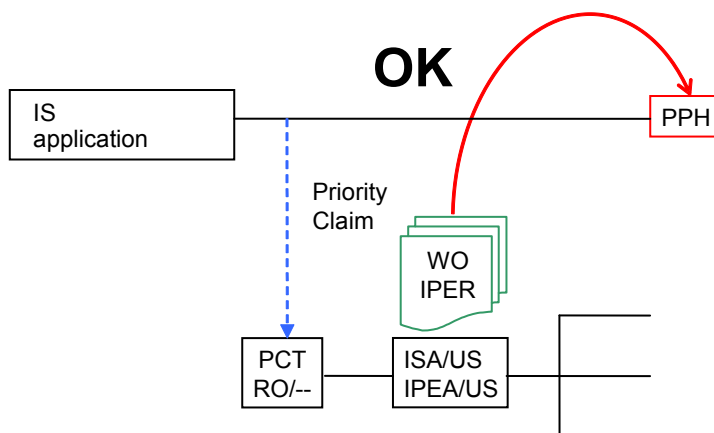 OK
IS
application
PPH
Priority
Claim
WO
IPER
PCT
RO/--
ISA/US
IPEA/US